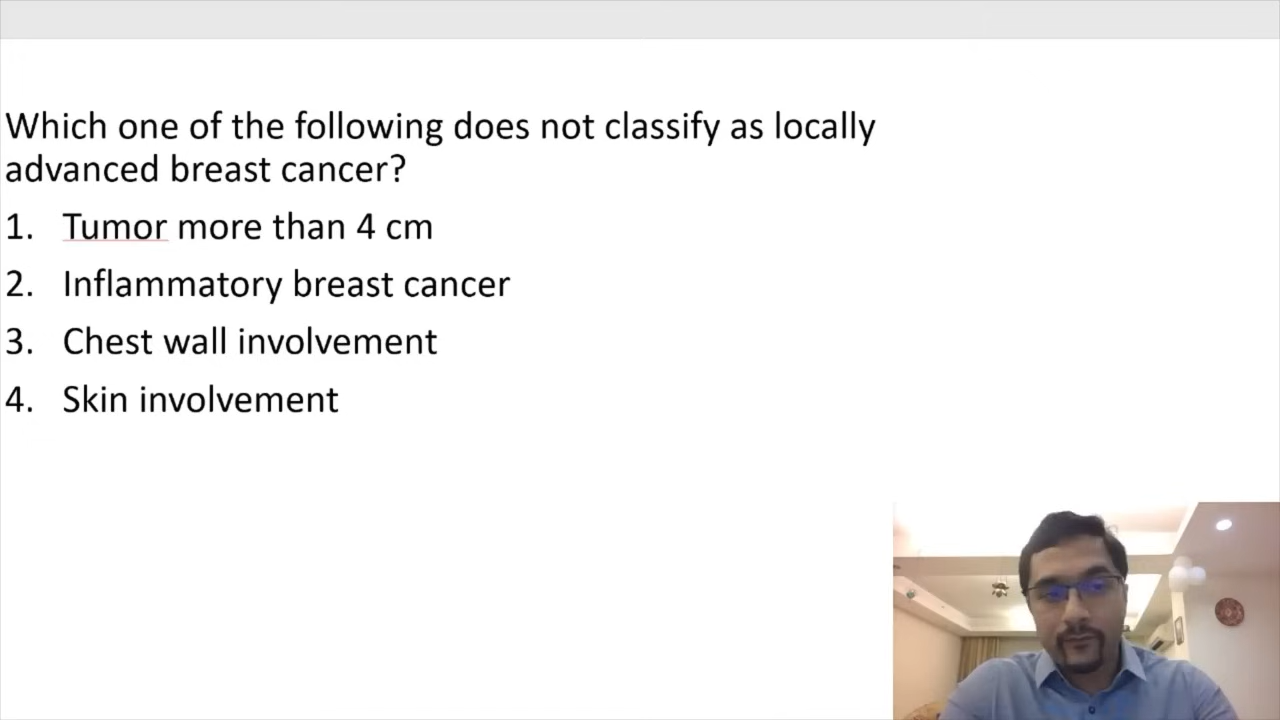 Which one of the following does not classify as locally
advanced breast cancer?
1. Tumor more than 4 cm
2. Inflammatory breast cancer
3. Chest wall involvement
4. Skin involvement